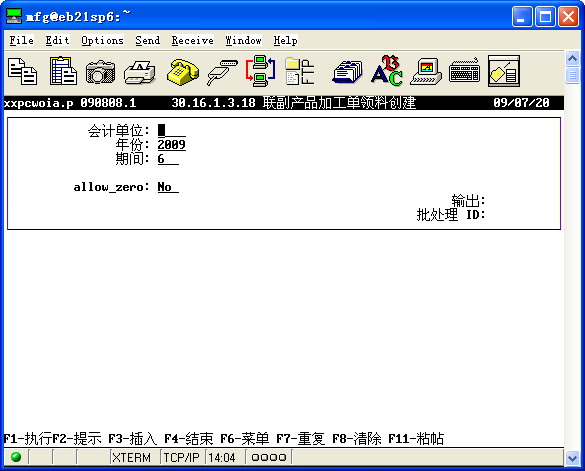 mfg@eb21sp6:~
File Edit Options Send Receive Window Help
xxpcwoia.p 090808.1 30.16.1.3.18 联副产品加工单领料创建 09/07/20
会计单位:
年份: 2009
期间: 6
allow_zero: No
输出:
批处理 ID:
F1-执行F2-提示 F3-插入 F4-结束 F6-菜单 F7-重复 F8-清除 F11-粘帖
XTERM TCP/IP 14:04